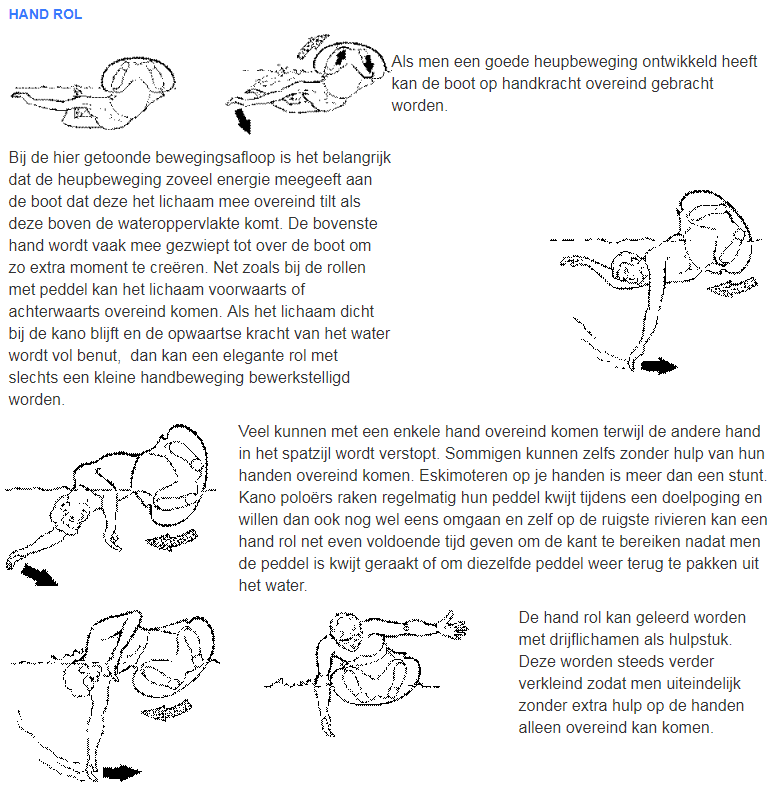 HAND ROL
Als men een goede heupbeweging ontwikkeld heeft
kan de boot op handkracht overeind gebracht
worden.
Bij de hier getoonde bewegingsafloop is het belangrijk
dat de heupbeweging zoveel energie meegeeft aan
de boot dat deze het lichaam mee overeind tilt als
deze boven de wateroppervlakte komt. De bovenste
hand wordt vaak mee gezwiept tot over de boot om
zo extra moment te creëren. Net zoals bij de rollen
met peddel kan het lichaam voorwaarts of
achterwaarts overeind komen. Als het lichaam dicht
bij de kano blijft en de opwaartse kracht van het water
wordt vol benut,  dan kan een elegante rol met
slechts een kleine handbeweging bewerkstelligd
worden.
Veel kunnen met een enkele hand overeind komen terwijl de andere hand
in het spatzijl wordt verstopt. Sommigen kunnen zelfs zonder hulp van hun
handen overeind komen. Eskimoteren op je handen is meer dan een stunt.
Kano poloërs raken regelmatig hun peddel kwijt tijdens een doelpoging en
willen dan ook nog wel eens omgaan en zelf op de ruigste rivieren kan een
hand rol net even voldoende tijd geven om de kant te bereiken nadat men
de peddel is kwijt geraakt of om diezelfde peddel weer terug te pakken uit
het water.
De hand rol kan geleerd worden
met drijflichamen als hulpstuk.
Deze worden steeds verder
verkleind zodat men uiteindelijk
zonder extra hulp op de handen
alleen overeind kan komen.